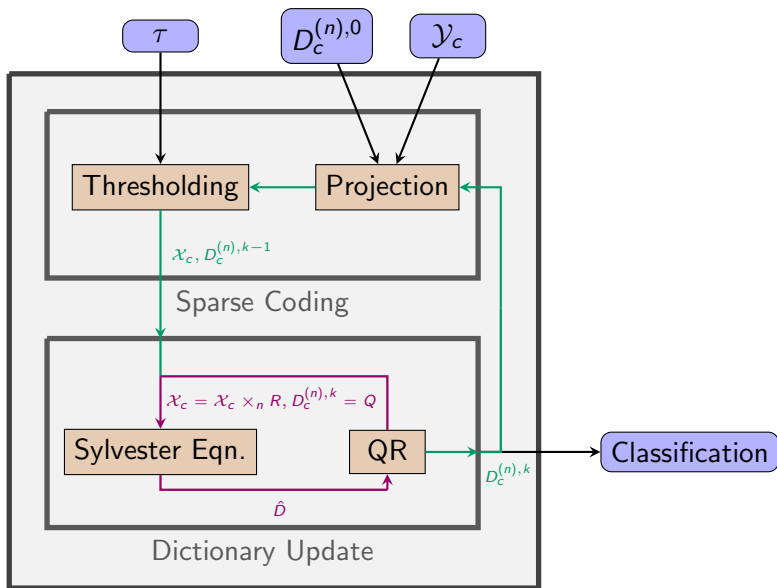 τ
D_c^{(n),0}
𝒴_c
Thresholding
Projection
𝒳_c, D_c^{(n),k−1}
Sparse Coding
𝒳_c = 𝒳_c ×_n R, D_c^{(n),k} = Q
Sylvester Eqn.
QR
Classification
D_c^{(n),k}
D̂
Dictionary Update